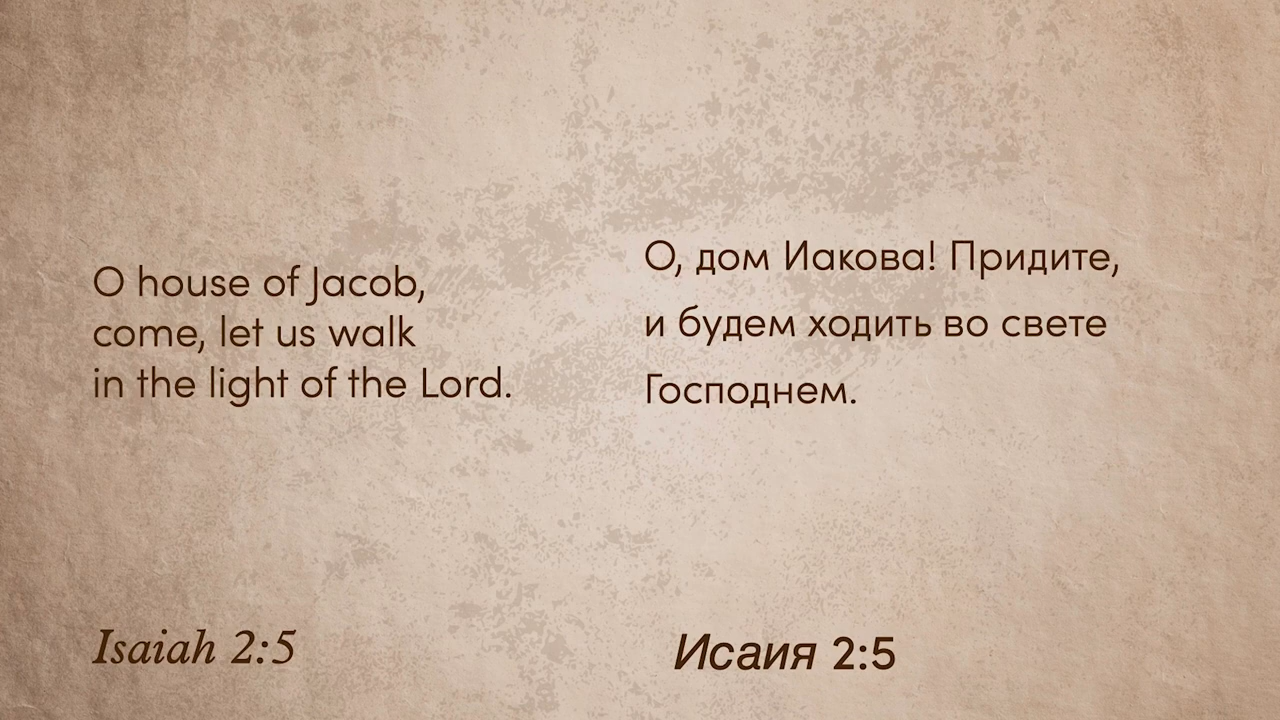 O house of Jacob,
come, let us walk
in the light of the Lord.
О, дом Иакова! Придите,
и будем ходить во свете
Господнем.
Isaiah 2:5
Исаия 2:5